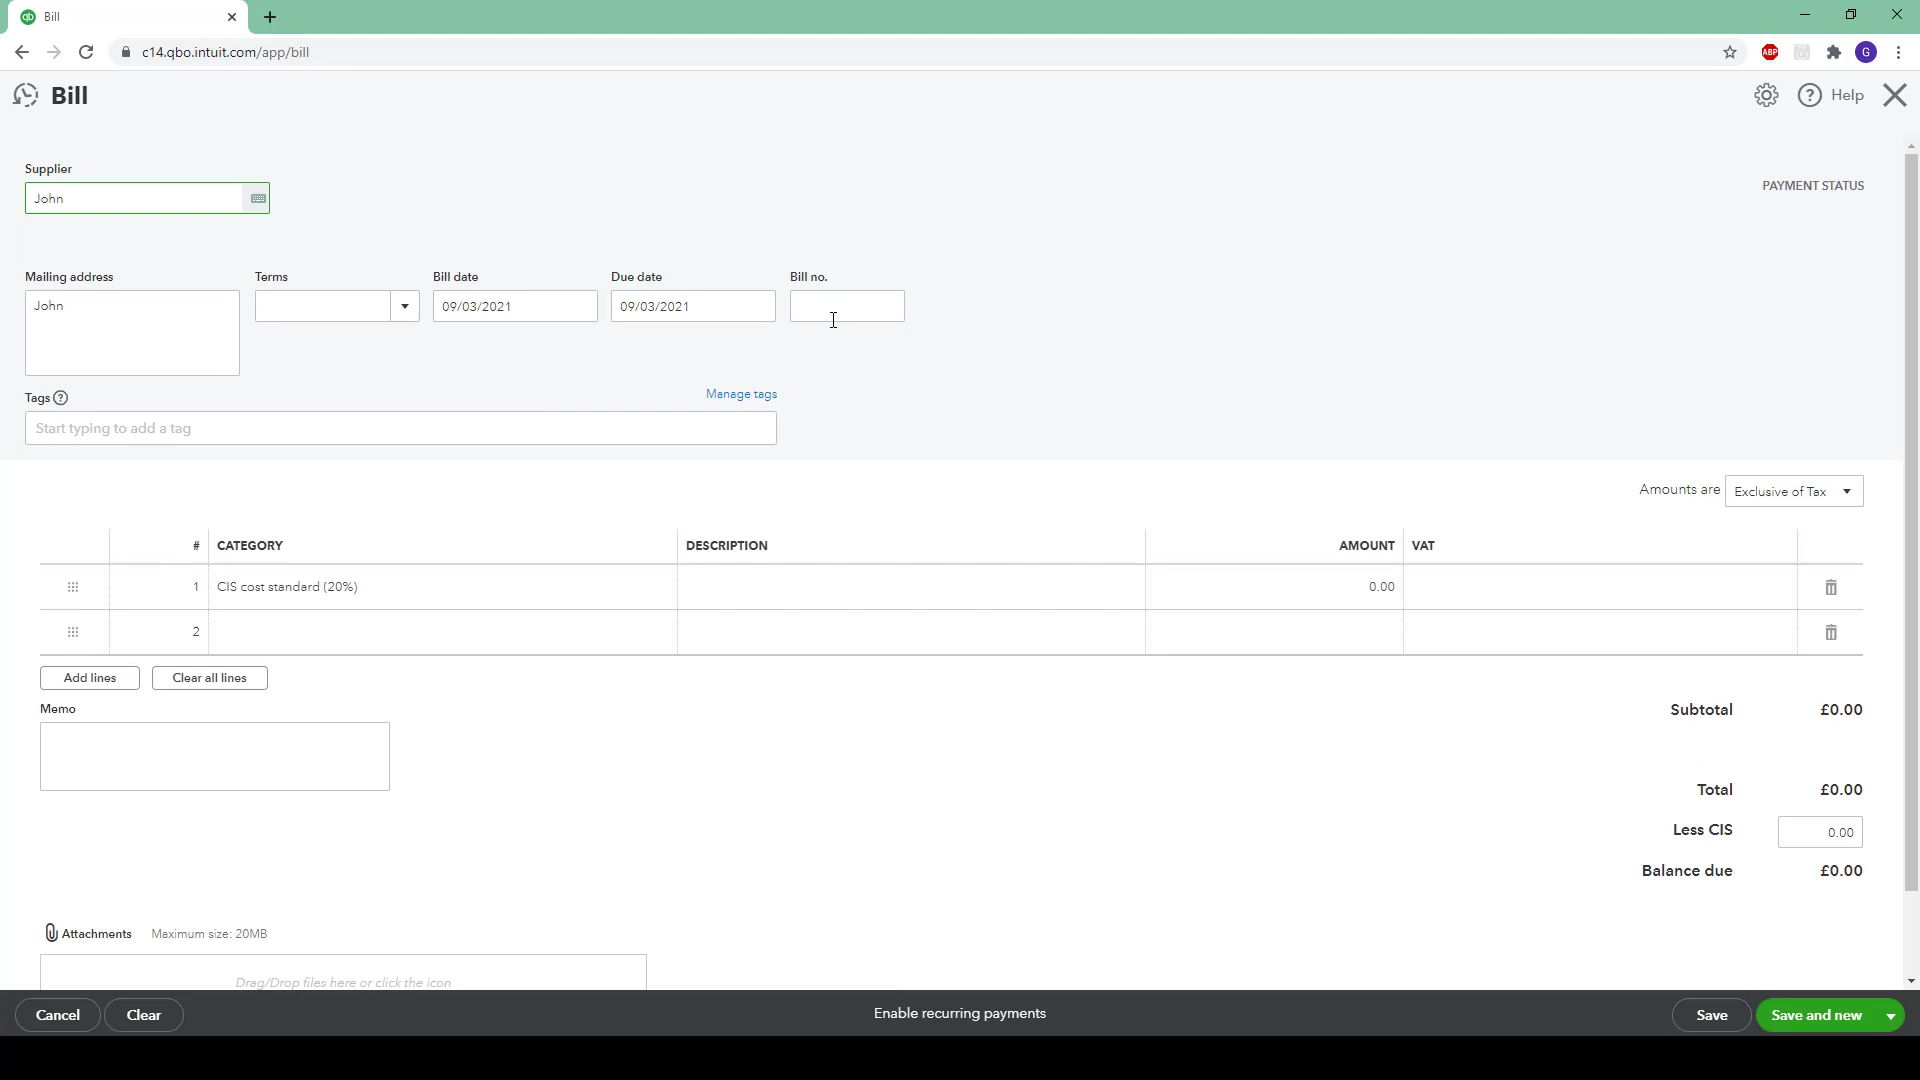 Bill
c14.qbo.intuit.com/app/bill
ABP
G
Bill
Help
Supplier
John
PAYMENT STATUS
Mailing address
Terms
Bill date
Due date
Bill no.
John
09/03/2021
09/03/2021
Tags
Manage tags
Start typing to add a tag
Amounts are
Exclusive of Tax
# CATEGORY DESCRIPTION AMOUNT VAT
1 CIS cost standard (20%) 0.00
2
Add lines
Clear all lines
Memo
Subtotal £0.00
Total £0.00
Less CIS 0.00
Balance due £0.00
Attachments Maximum size: 20MB
Drag/Drop files here or click the icon
Cancel
Clear
Enable recurring payments
Save
Save and new